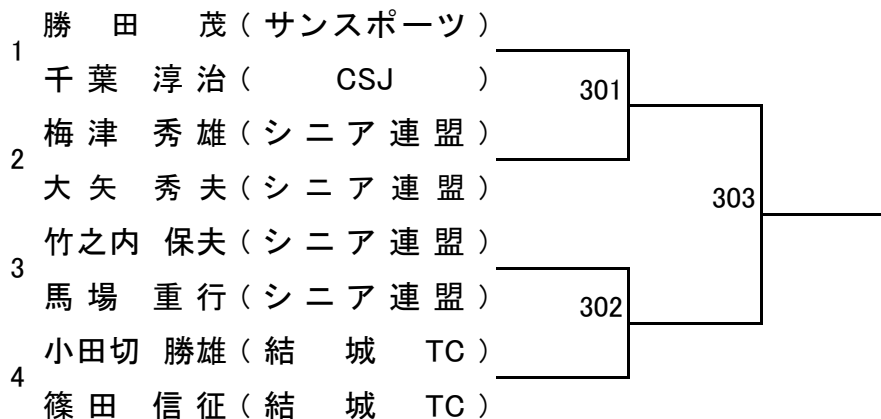 1
勝 田 茂 ( サンスポーツ )
千 葉 淳 治 ( CSJ )
301
2
梅 津 秀 雄 ( シ ニ ア 連 盟 )
大 矢 秀 夫 ( シ ニ ア 連 盟 )
303
3
竹之内 保夫 ( シ ニ ア 連 盟 )
馬 場 重 行 ( シ ニ ア 連 盟 )
302
4
小田切 勝雄 ( 結 城 TC )
篠 田 信 征 ( 結 城 TC )